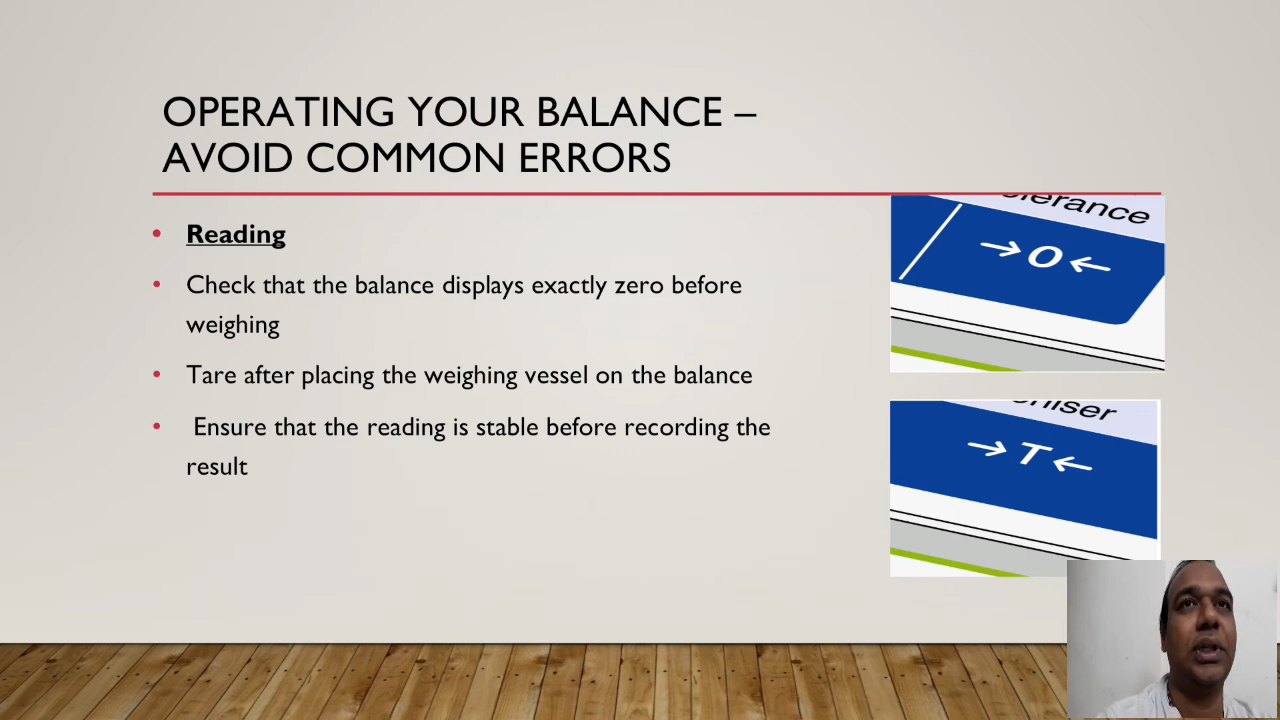 OPERATING YOUR BALANCE –
AVOID COMMON ERRORS
• Reading
• Check that the balance displays exactly zero before
weighing
• Tare after placing the weighing vessel on the balance
• Ensure that the reading is stable before recording the
result
→0←
→T←